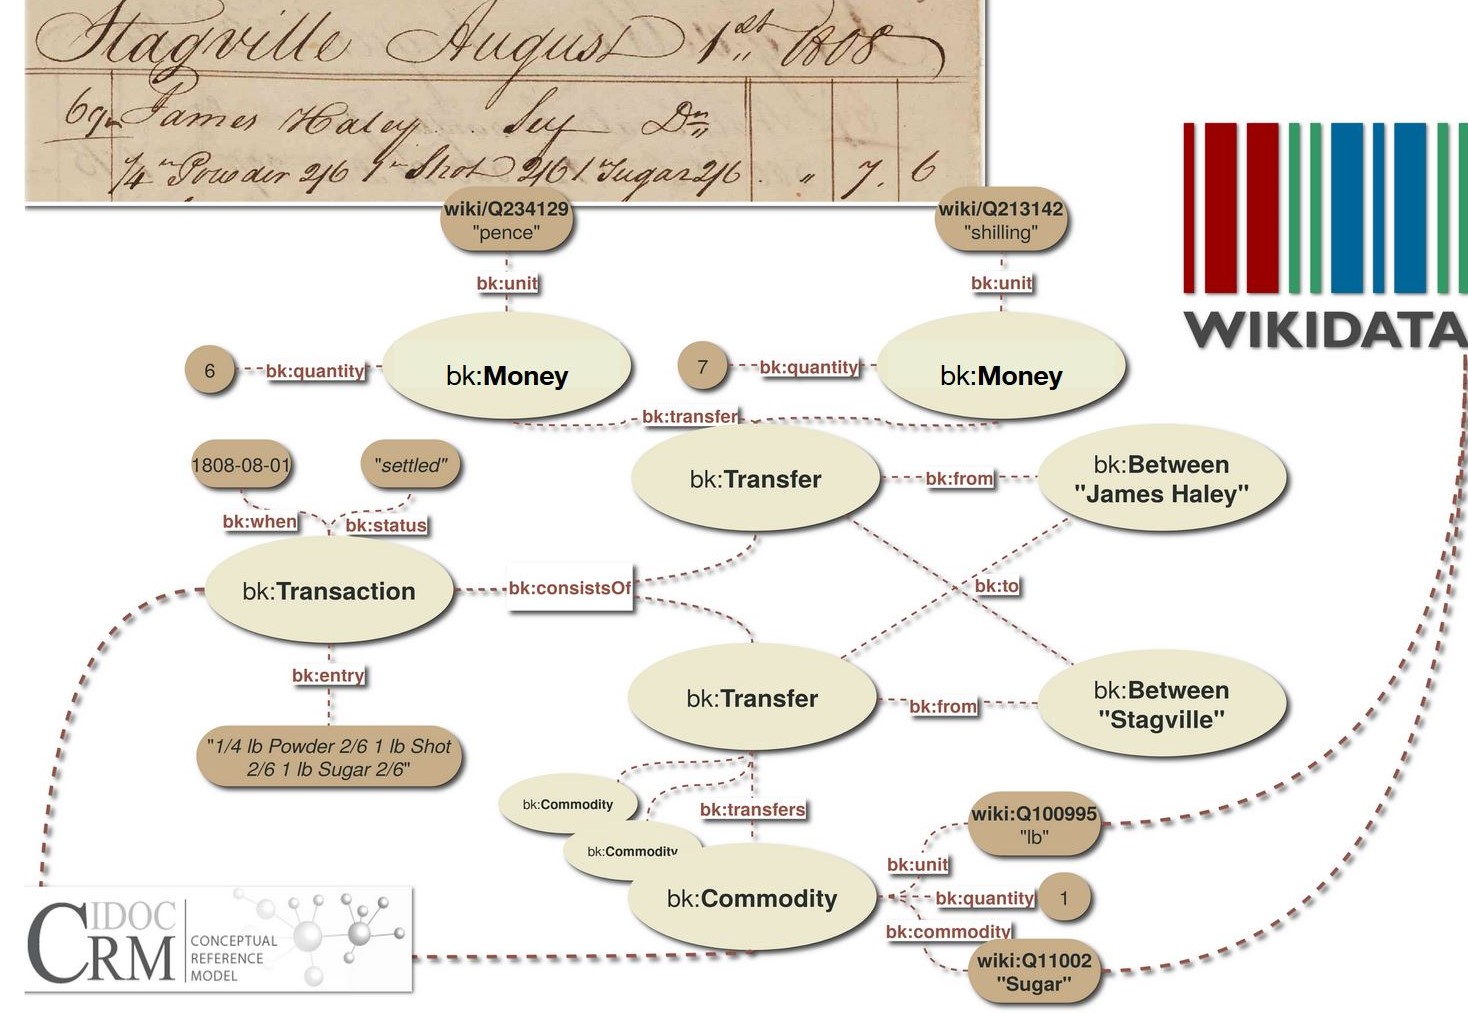 Stagville August 1st 1808
69 James Haley Self Dr
1/4 lb Powder 2/6 1 lb Shot 2/6 1 Sugar 2/6 " 7. 6
wiki/Q234129
"pence"
wiki/Q213142
"shilling"
bk:unit
bk:unit
WIKIDATA
6
bk:quantity
bk:Money
7
bk:quantity
bk:Money
bk:transfer
1808-08-01
"settled"
bk:Transfer
bk:from
bk:Between
"James Haley"
bk:when
bk:status
bk:Transaction
bk:consistsOf
bk:to
bk:entry
bk:Transfer
bk:from
bk:Between
"Stagville"
"1/4 lb Powder 2/6 1 lb Shot
2/6 1 lb Sugar 2/6"
bk:Commodity
bk:transfers
wiki:Q100995
"lb"
bk:Commodity
bk:unit
bk:Commodity
bk:quantity
1
bk:commodity
wiki:Q11002
"Sugar"
CIDOC
CRM
CONCEPTUAL
REFERENCE
MODEL